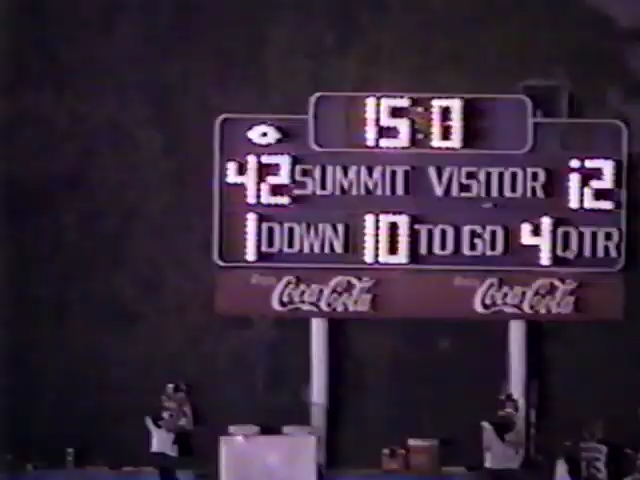 15:0
42 SUMMIT VISITOR 12
1 DOWN 10 TO GO 4 QTR
Coca-Cola Coca-Cola